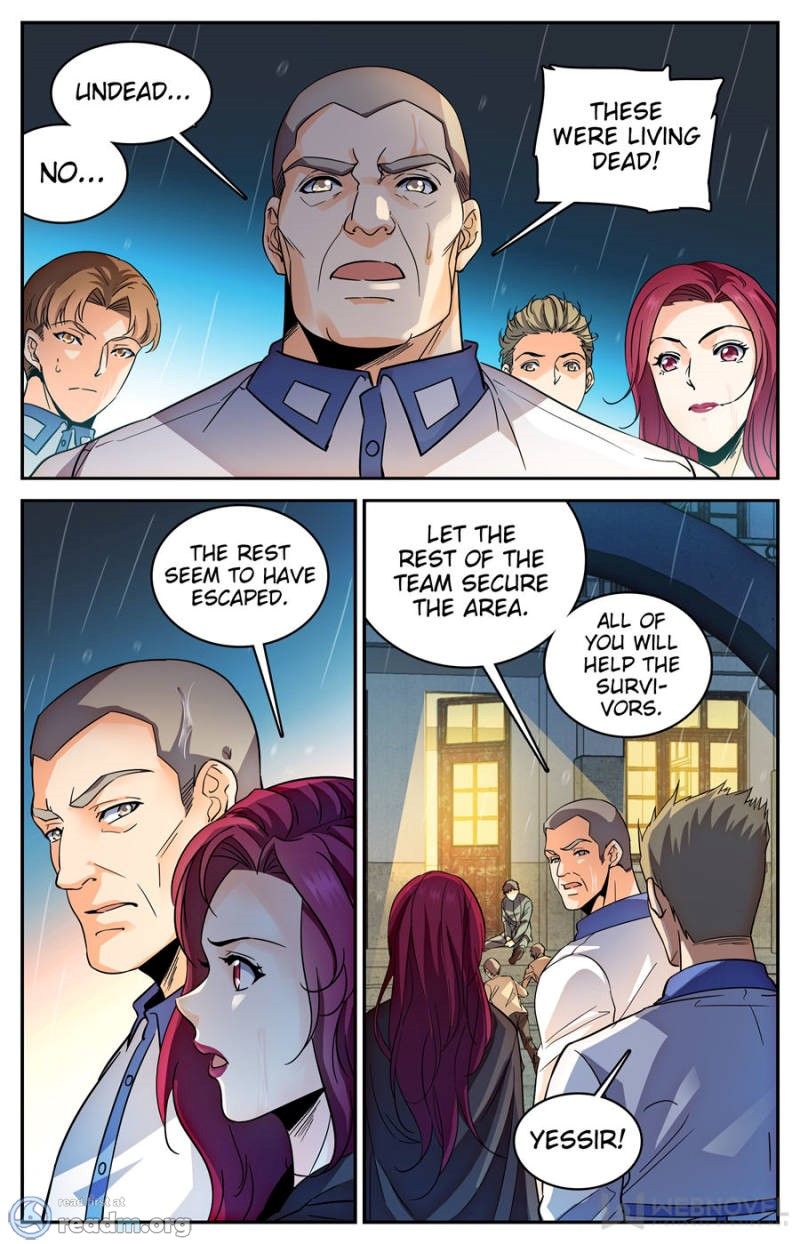 UNDEAD...
NO...
THESE
WERE LIVING
DEAD!
THE REST
SEEM TO HAVE
ESCAPED.
LET THE
REST OF THE
TEAM SECURE
THE AREA.
ALL OF
YOU WILL
HELP THE
SURVI-
VORS.
YESSIR!
read first at
readm.org
WEBNOVEL